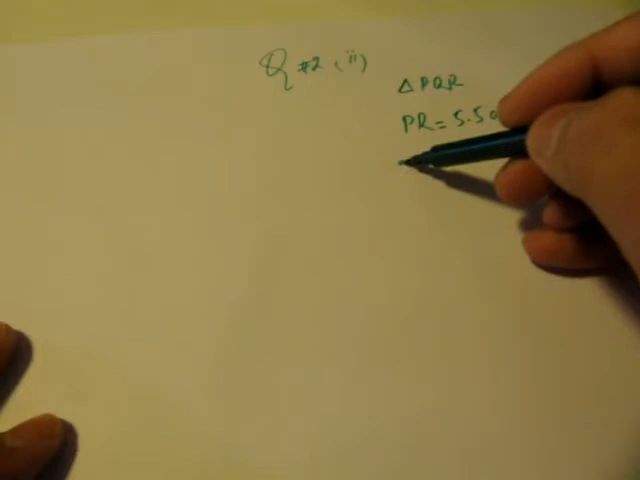 Q #2 (ii)
△ PQR
PR = 5.5